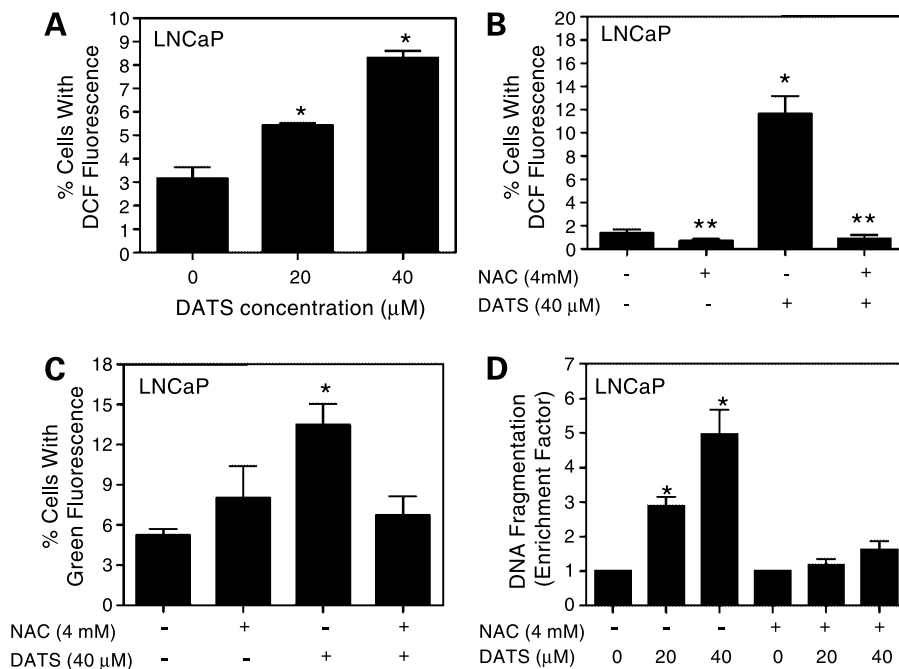 A
LNCaP
% Cells With
DCF Fluorescence
10
9
8
7
6
5
4
3
2
1
0
*
*
0 20 40
DATS concentration (μM)
B
LNCaP
% Cells With
DCF Fluorescence
20
18
16
14
12
10
8
6
4
2
0
**
*
**
NAC (4mM) - + - +
DATS (40 μM) - - + +
C
LNCaP
% Cells With
Green Fluorescence
18
15
12
9
6
3
0
*
NAC (4 mM) - + - +
DATS (40 μM) - - + +
D
LNCaP
DNA Fragmentation
(Enrichment Factor)
7
6
5
4
3
2
1
0
*
*
NAC (4 mM) - - - + + +
DATS (μM) 0 20 40 0 20 40